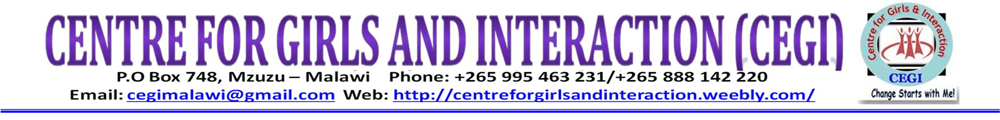 CENTRE FOR GIRLS AND INTERACTION (CEGI)
P.O Box 748, Mzuzu – Malawi    Phone: +265 995 463 231/+265 888 142 220
Email: cegimalawi@gmail.com  Web: http://centreforgirlsandinteraction.weebly.com/
Centre for Girls & Interaction
CEGI
Change Starts with Me!